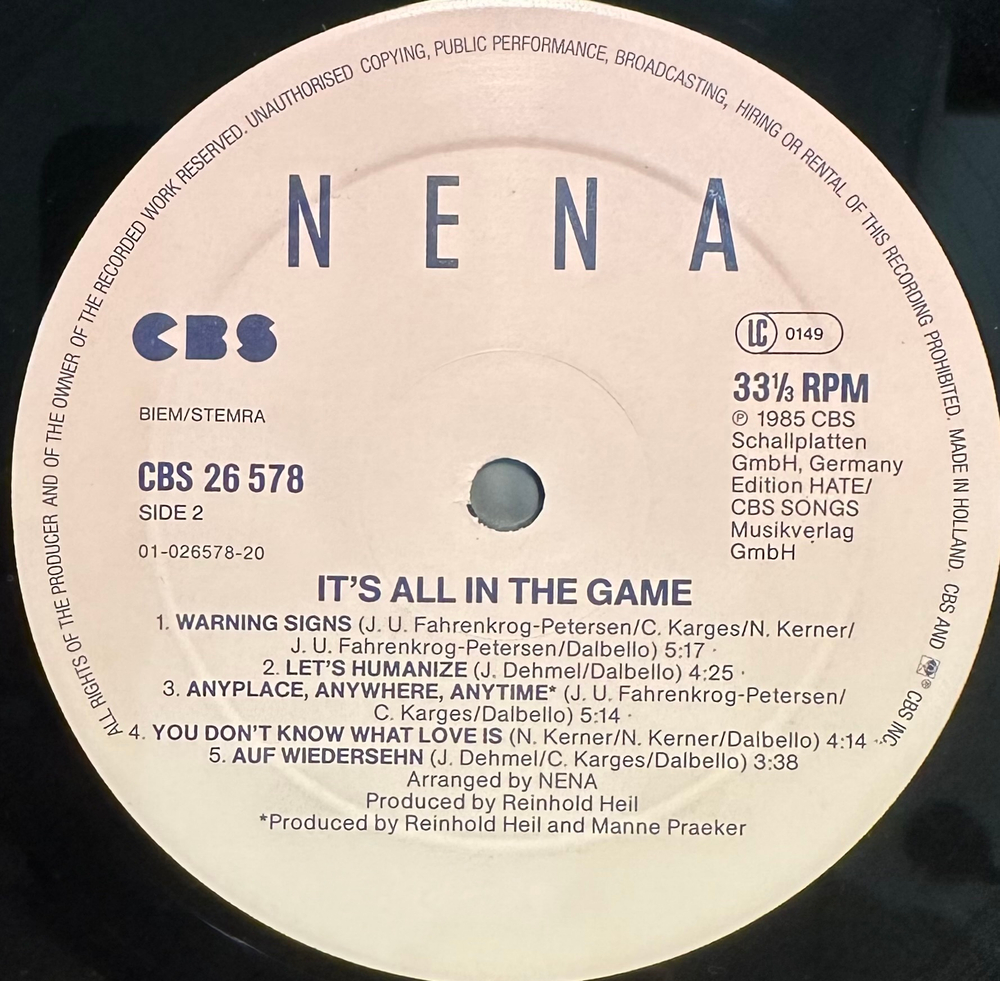 ALL RIGHTS OF THE PRODUCER AND OF THE OWNER OF THE RECORDED WORK RESERVED. UNAUTHORISED COPYING, PUBLIC PERFORMANCE, BROADCASTING, HIRING OR RENTAL OF THIS RECORDING PROHIBITED. MADE IN HOLLAND. CBS AND ® CBS INC.
NENA
CBS
LC 0149
BIEM/STEMRA
CBS 26 578
SIDE 2
01-026578-20
33⅓ RPM
℗ 1985 CBS
Schallplatten
GmbH, Germany
Edition HATE/
CBS SONGS
Musikverlag
GmbH
IT'S ALL IN THE GAME
1. WARNING SIGNS (J. U. Fahrenkrog-Petersen/C. Karges/N. Kerner/
J. U. Fahrenkrog-Petersen/Dalbello) 5:17 ·
2. LET'S HUMANIZE (J. Dehmel/Dalbello) 4:25 ·
3. ANYPLACE, ANYWHERE, ANYTIME* (J. U. Fahrenkrog-Petersen/
C. Karges/Dalbello) 5:14 ·
4. YOU DON'T KNOW WHAT LOVE IS (N. Kerner/N. Kerner/Dalbello) 4:14 ·
5. AUF WIEDERSEHN (J. Dehmel/C. Karges/Dalbello) 3:38
Arranged by NENA
Produced by Reinhold Heil
*Produced by Reinhold Heil and Manne Praeker